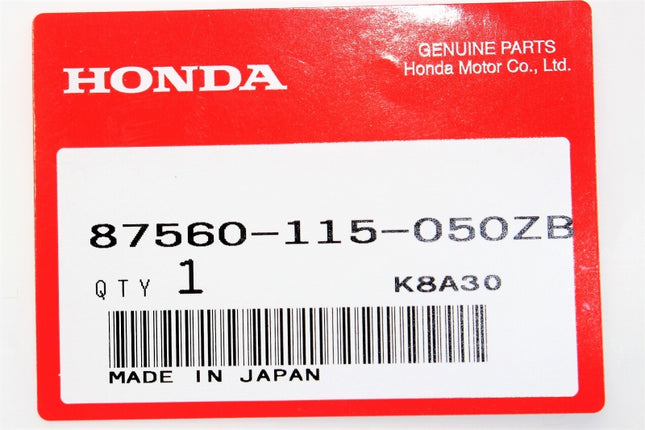 HONDA
GENUINE PARTS
Honda Motor Co., Ltd.
87560-115-050ZB
QTY 1
K8A30
MADE IN JAPAN